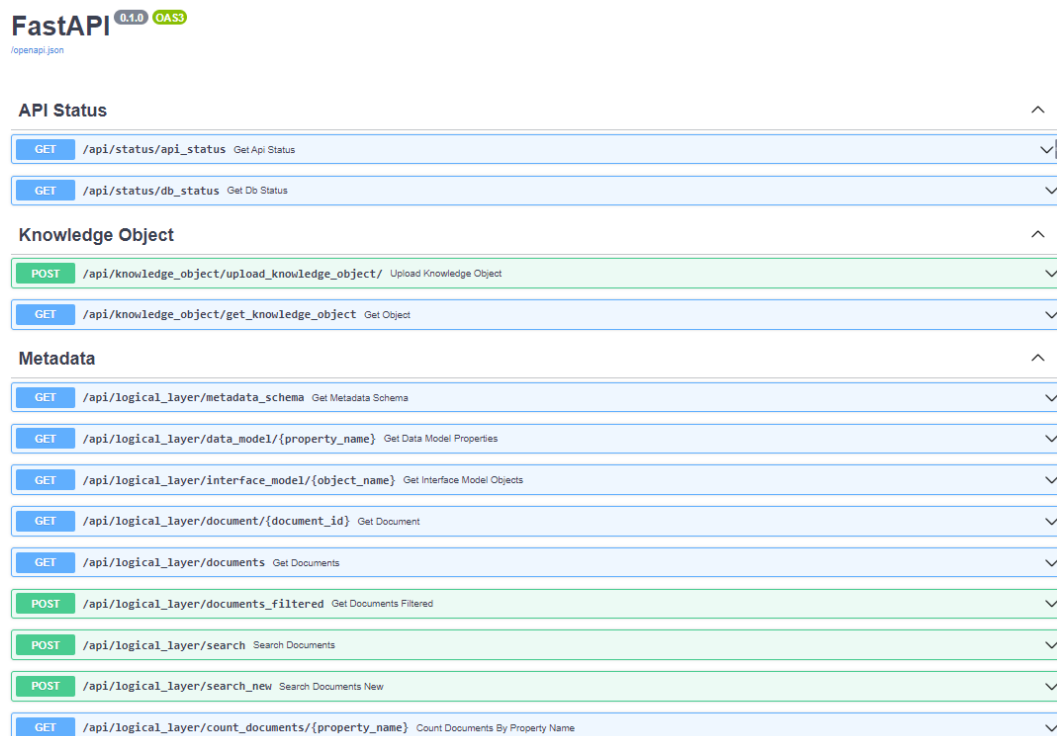 FastAPI 0.1.0 OAS3
/openapi.json
API Status
GET /api/status/api_status Get Api Status
GET /api/status/db_status Get Db Status
Knowledge Object
POST /api/knowledge_object/upload_knowledge_object/ Upload Knowledge Object
GET /api/knowledge_object/get_knowledge_object Get Object
Metadata
GET /api/logical_layer/metadata_schema Get Metadata Schema
GET /api/logical_layer/data_model/{property_name} Get Data Model Properties
GET /api/logical_layer/interface_model/{object_name} Get Interface Model Objects
GET /api/logical_layer/document/{document_id} Get Document
GET /api/logical_layer/documents Get Documents
POST /api/logical_layer/documents_filtered Get Documents Filtered
POST /api/logical_layer/search Search Documents
POST /api/logical_layer/search_new Search Documents New
GET /api/logical_layer/count_documents/{property_name} Count Documents By Property Name